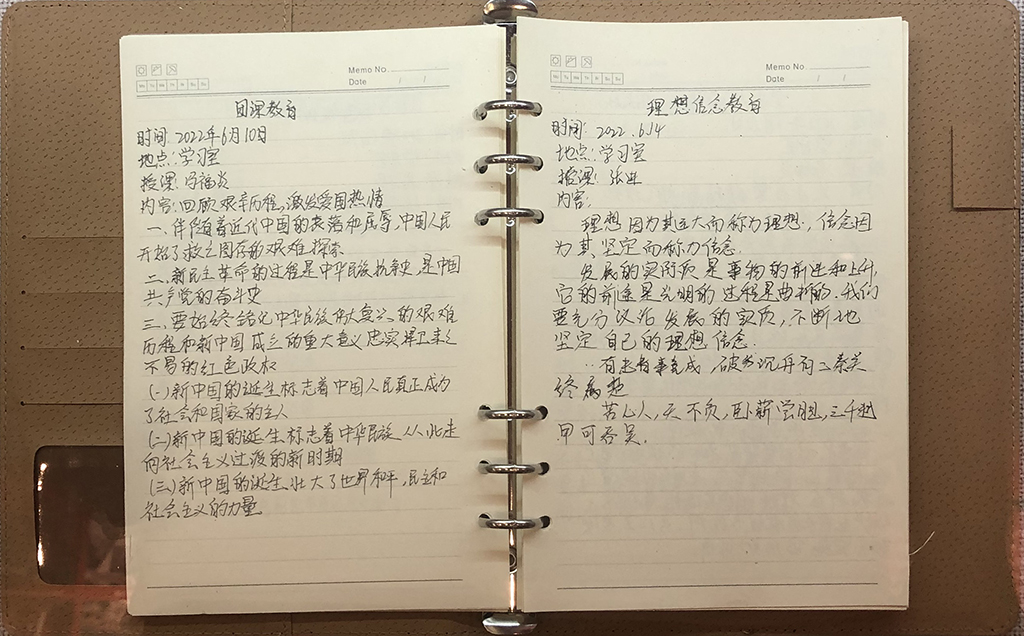 Memo No.
Date / /
团课教育
时间: 2022年6月10日
地点: 学习室
授课: 冯福炎
内容: 回顾艰辛历程,激发爱国热情
一、伴随着近代中国的衰落和屈辱,中国人民
开始了救亡图存的艰难探索
二、新民主革命的过程是中华民族抗争史,是中国
共产党的奋斗史
三、要始终铭记中华民族伟大复兴的艰难
历程和新中国成立的重大意义忠实捍卫来之
不易的红色政权
(一)新中国的诞生标志着中国人民真正成为
了社会和国家的主人
(二)新中国的诞生标志着中华民族从此走
向社会主义过渡的新时期
(三)新中国的诞生,壮大了世界和平,民主和
社会主义的力量
Memo No.
Date / /
理想信念教育
时间: 2022.6.14
地点: 学习室
授课: 张
内容:
理想因为其远大而称为理想,信念因
为其坚定而称为信念.
发展的实际质是事物的前进和上升,
它的前途是光明的过程是曲折的.我们
要充分认治发展的实质,不断地
坚定自己的理想信念.
有志者事竟成,破釜沉舟百二秦关
终属楚
苦心人,天不负,卧薪尝胆,三千越
甲可吞吴.